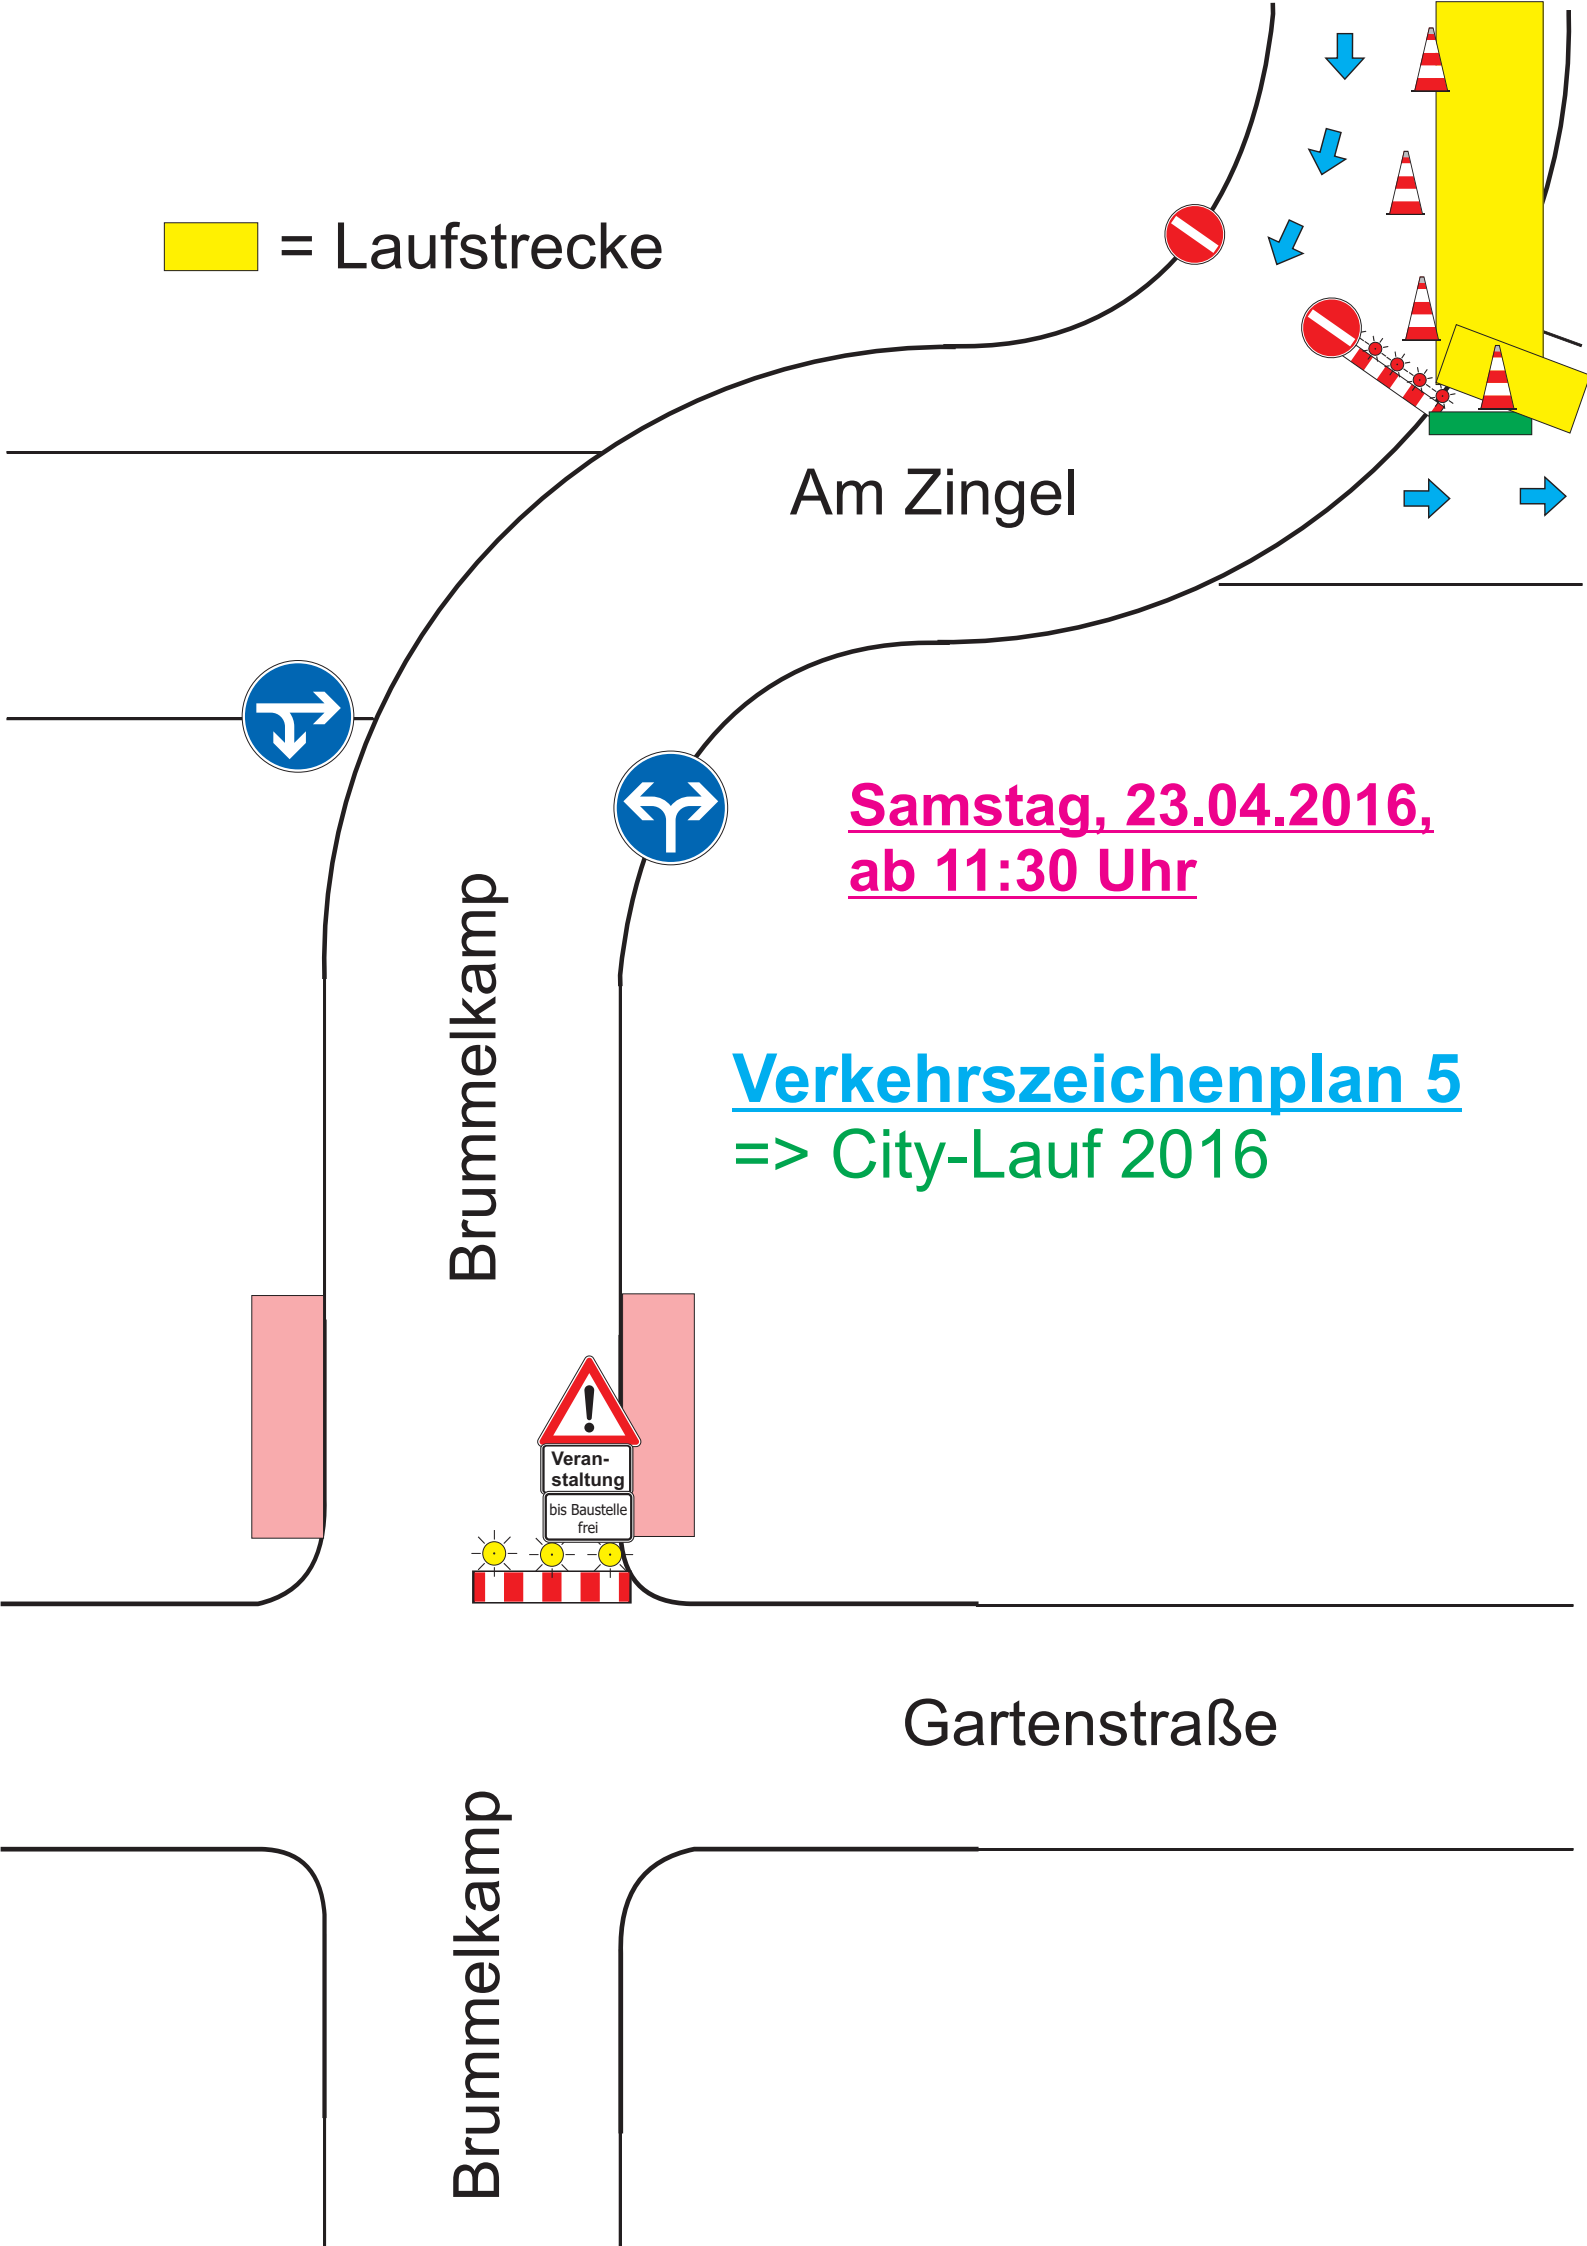 = Laufstrecke
Am Zingel
Samstag, 23.04.2016,
ab 11:30 Uhr
Brummelkamp
Verkehrszeichenplan 5
=> City-Lauf 2016
Veran-
staltung
bis Baustelle
frei
Gartenstraße
Brummelkamp